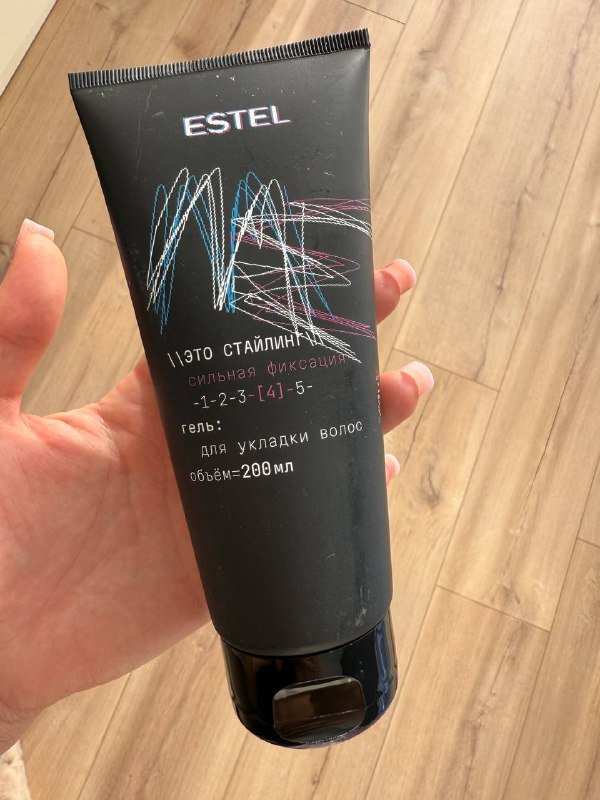 ESTEL
\\ЭТО СТАЙЛИНГ\\
сильная фиксация
-1-2-3-[4]-5-
гель:
для укладки волос
объём=200мл